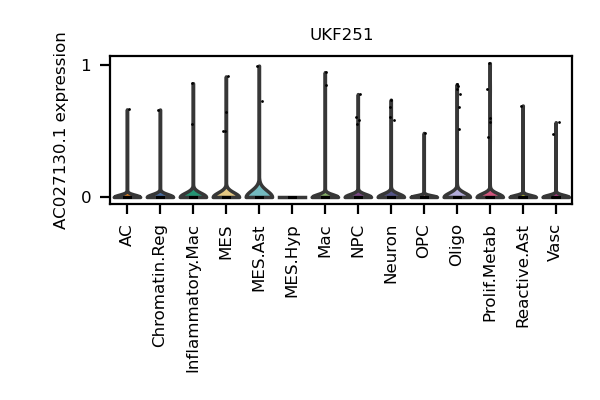 UKF251
AC027130.1 expression
1
0
AC
Chromatin.Reg
Inflammatory.Mac
MES
MES.Ast
MES.Hyp
Mac
NPC
Neuron
OPC
Oligo
Prolif.Metab
Reactive.Ast
Vasc